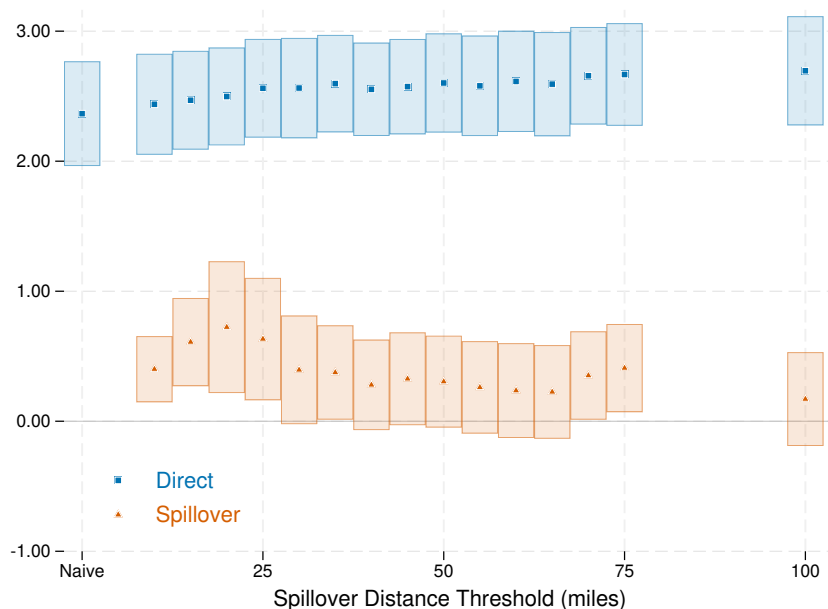 3.00
2.00
1.00
0.00
-1.00
Direct
Spillover
Naive 25 50 75 100
Spillover Distance Threshold (miles)